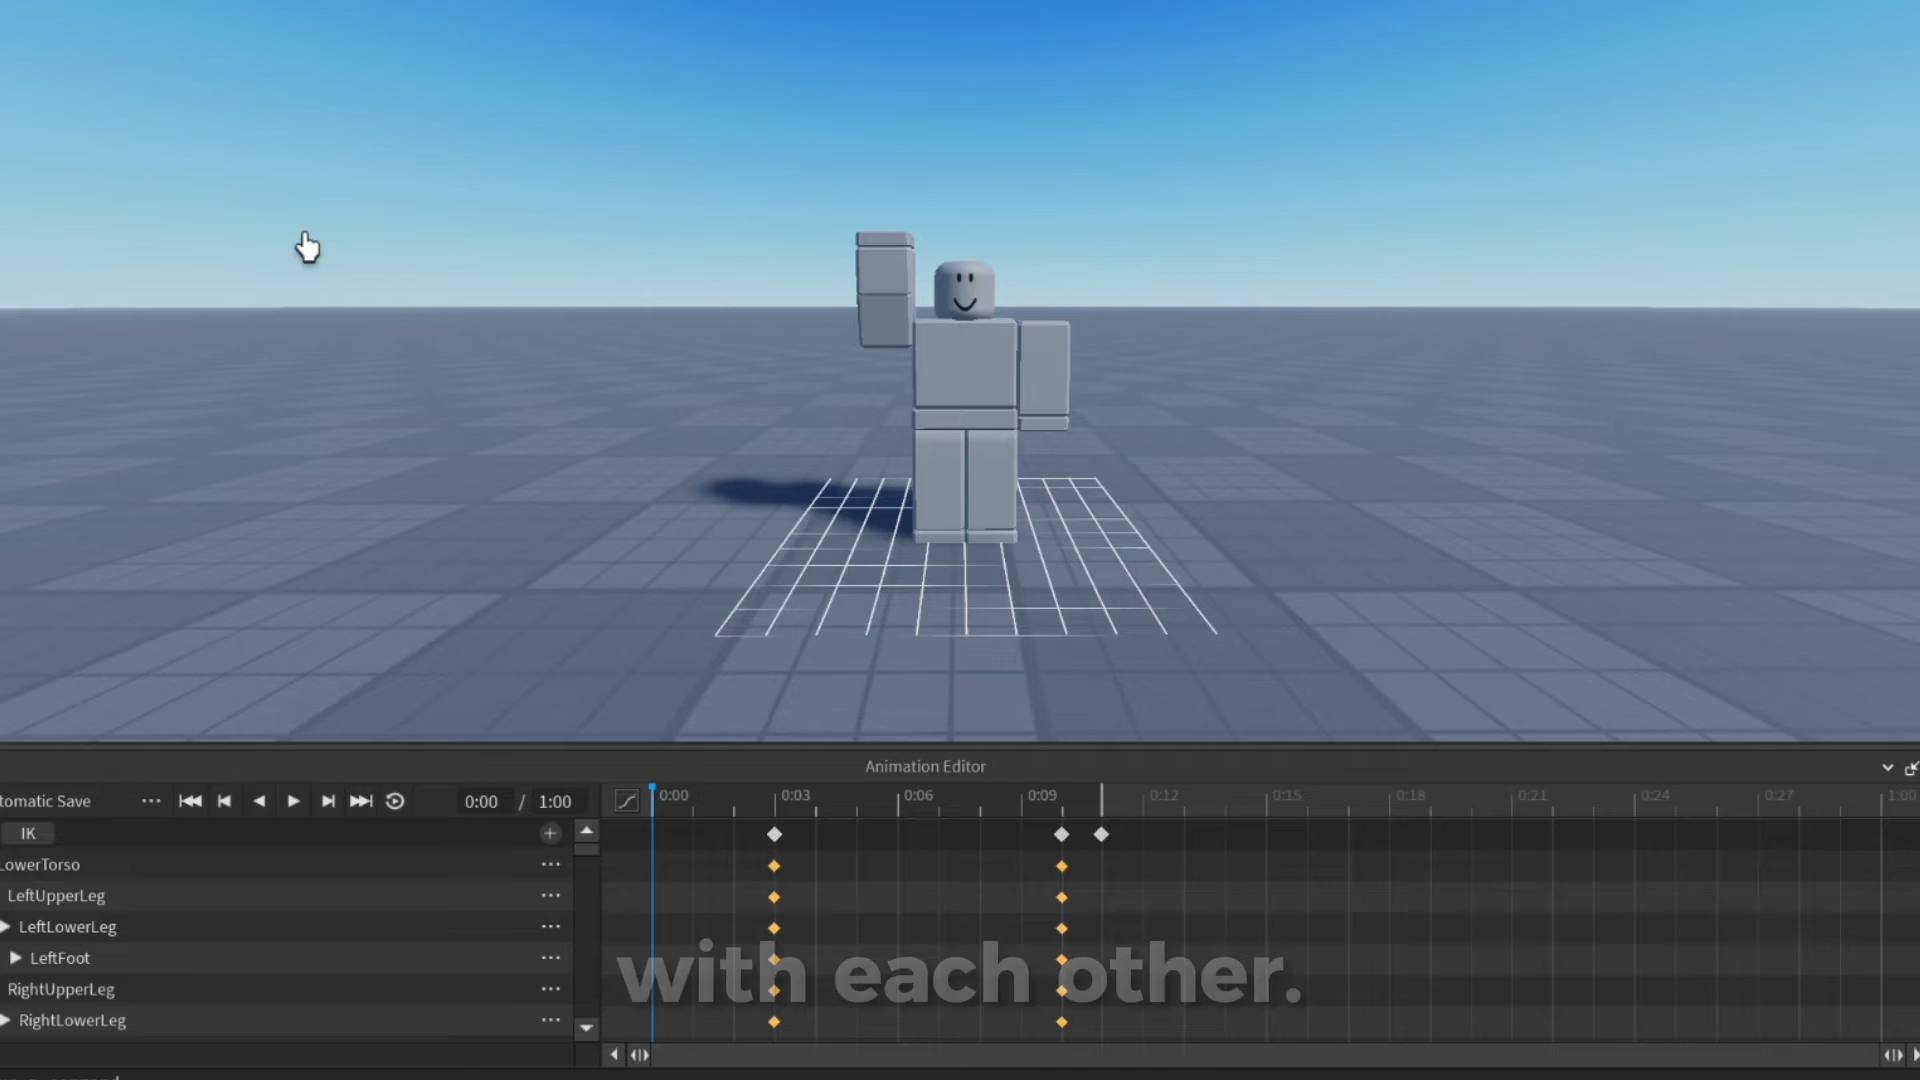 Animation Editor
tomatic Save
0:00 / 1:00
0:00 0:03 0:06 0:09 0:12 0:15 0:18 0:21 0:24 0:27 1:00
IK
LowerTorso
LeftUpperLeg
LeftLowerLeg
LeftFoot
RightUpperLeg
RightLowerLeg
with each other.